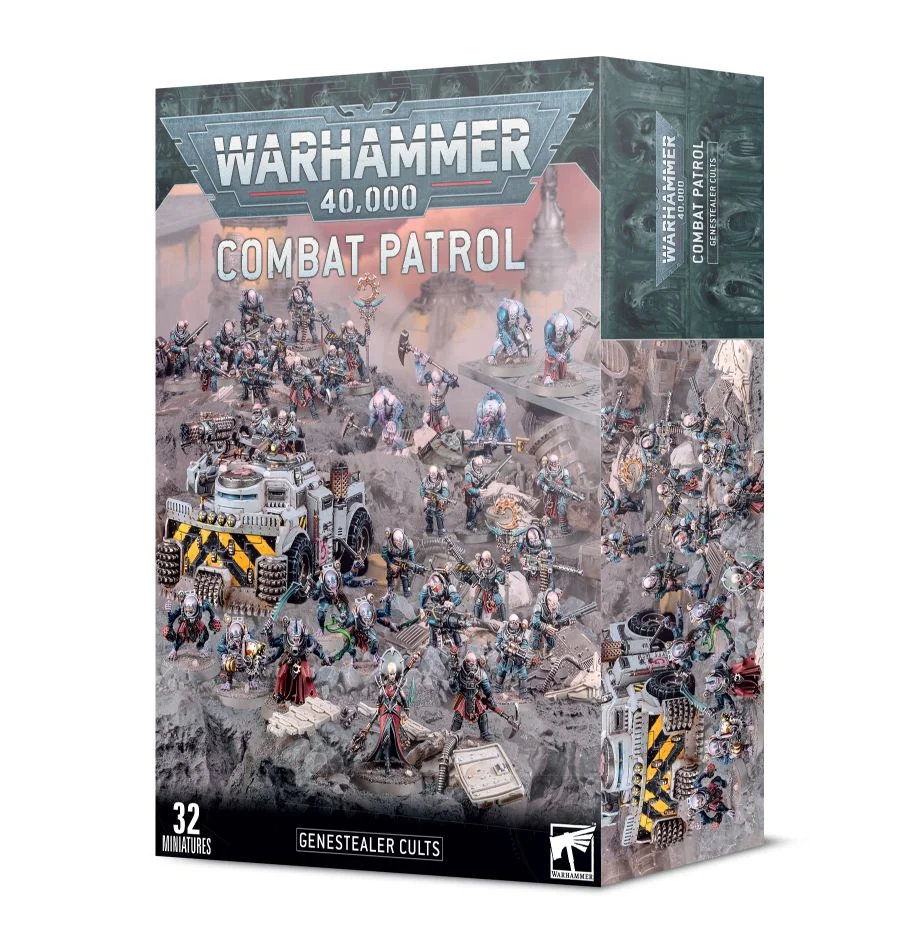 WARHAMMER
40,000
COMBAT PATROL
32
MINIATURES
GENESTEALER CULTS
WARHAMMER
WARHAMMER
40,000
COMBAT PATROL
GENESTEALER CULTS